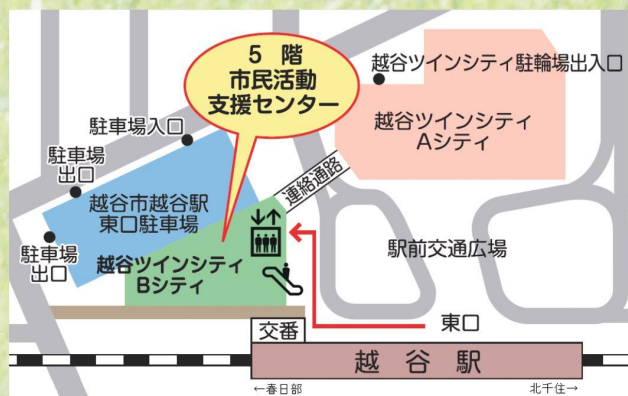 5 階
市民活動
支援センター
越谷ツインシティ駐輪場出入口
越谷ツインシティ
Aシティ
駐車場入口
駐車場
出口
越谷市越谷駅
東口駐車場
連絡通路
駐車場
出口
越谷ツインシティ
Bシティ
駅前交通広場
交番
東口
越谷駅
←春日部
北千住→